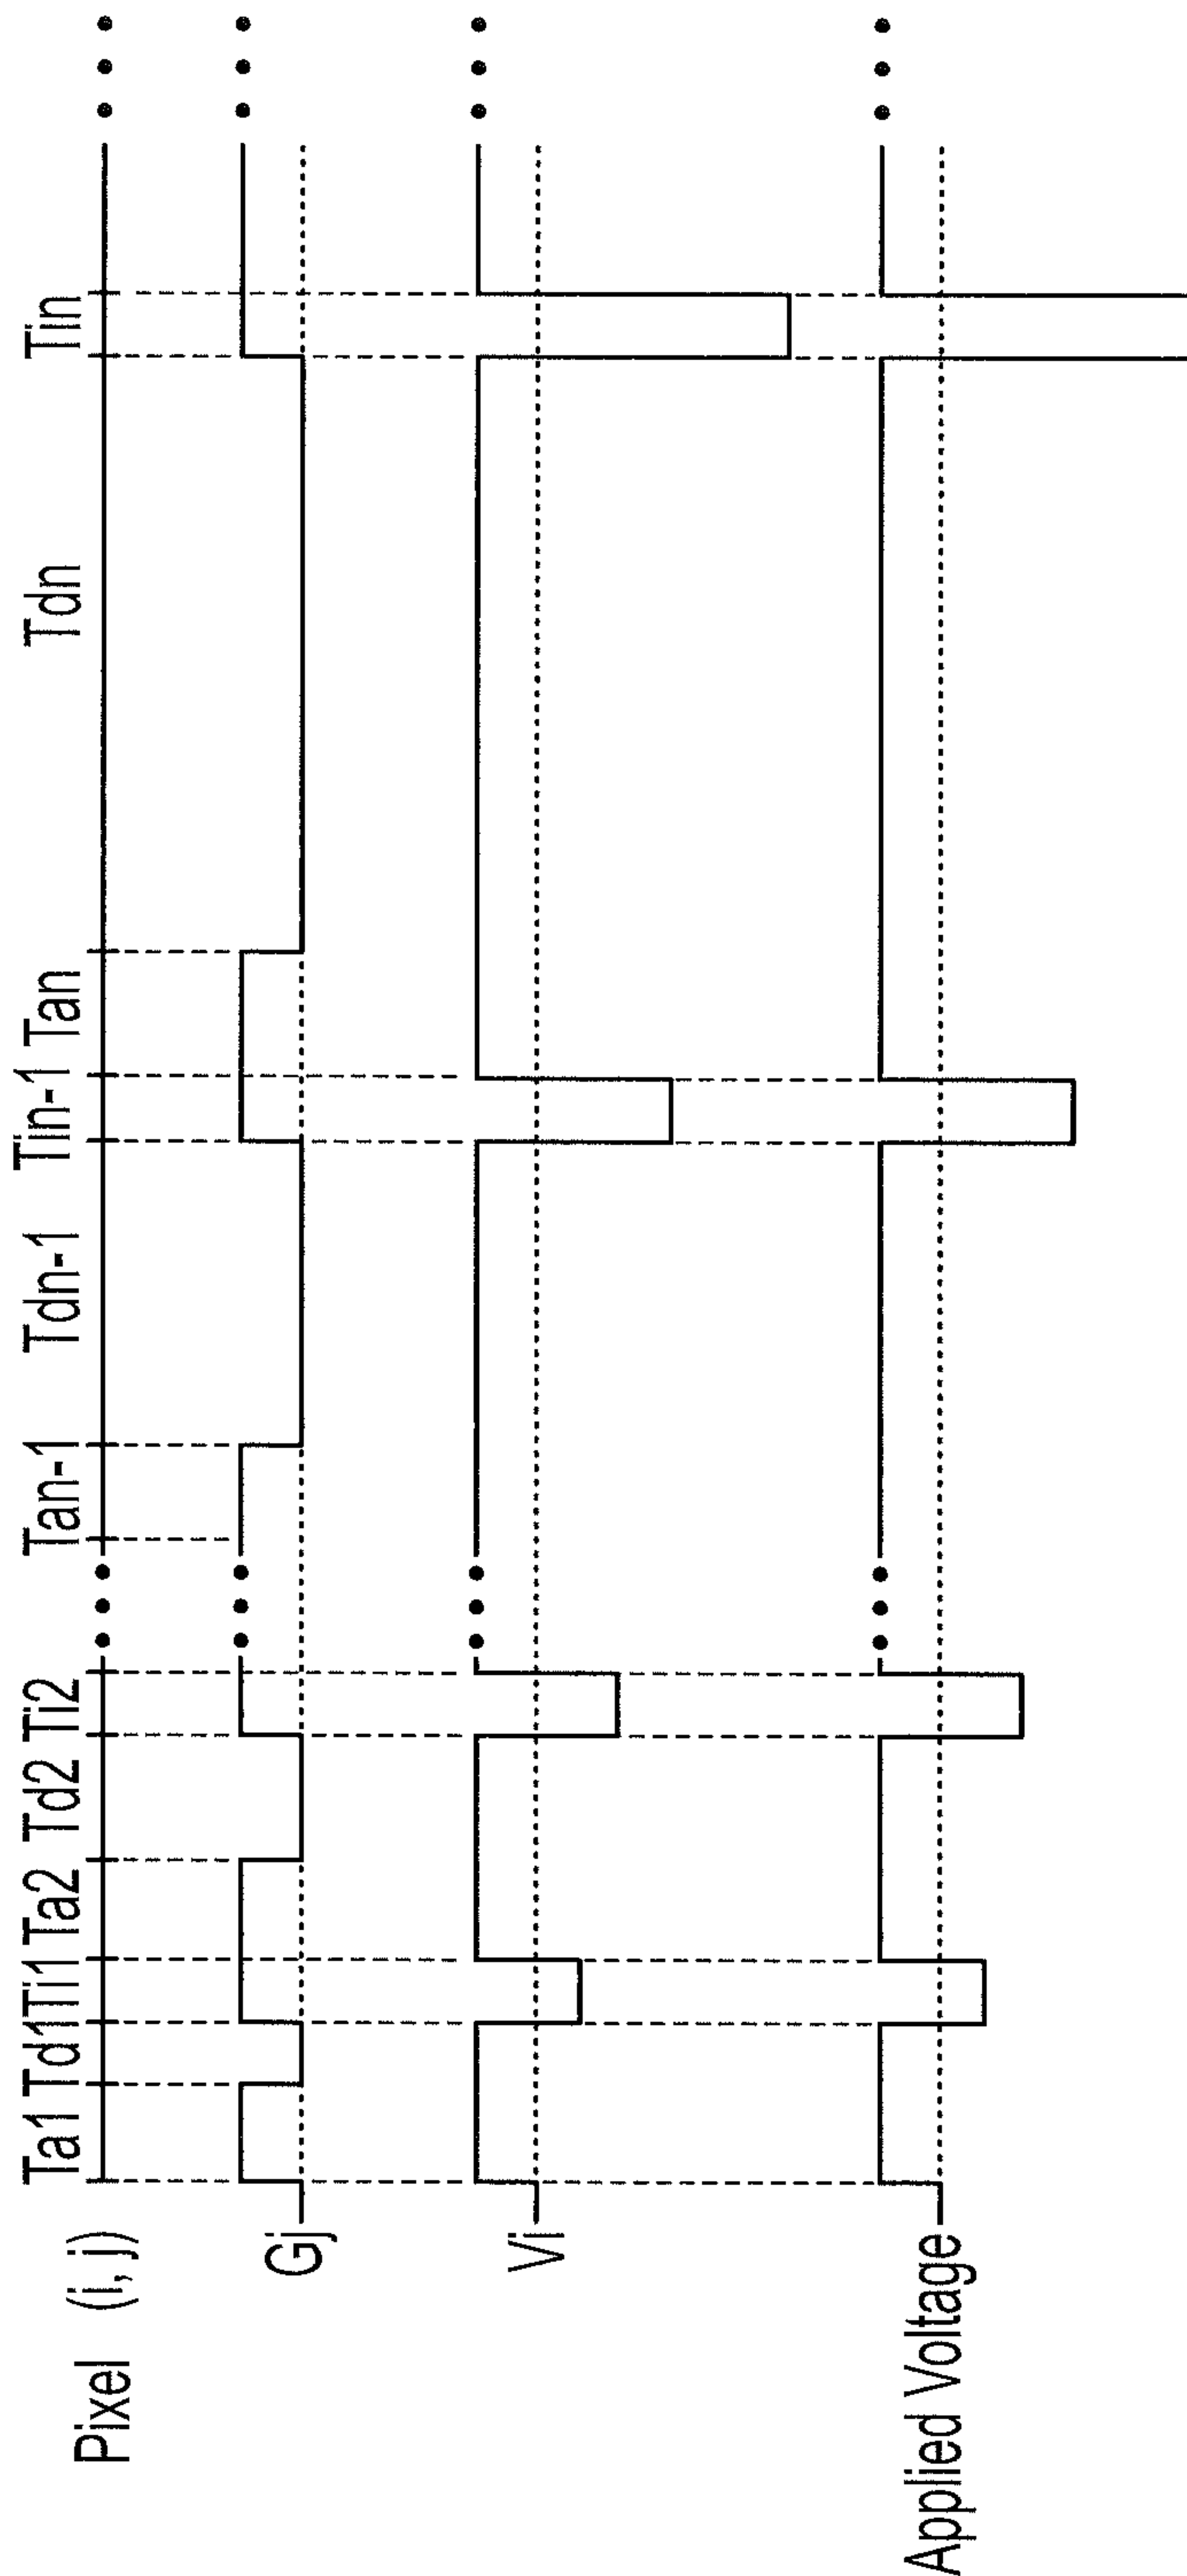 Ta1 Td1 Ti1 Ta2 Td2 Ti2 Tan-1 Tdn-1 Tin-1 Tan Tdn Tin
Pixel (i, j)
Gj
Vi
Applied Voltage